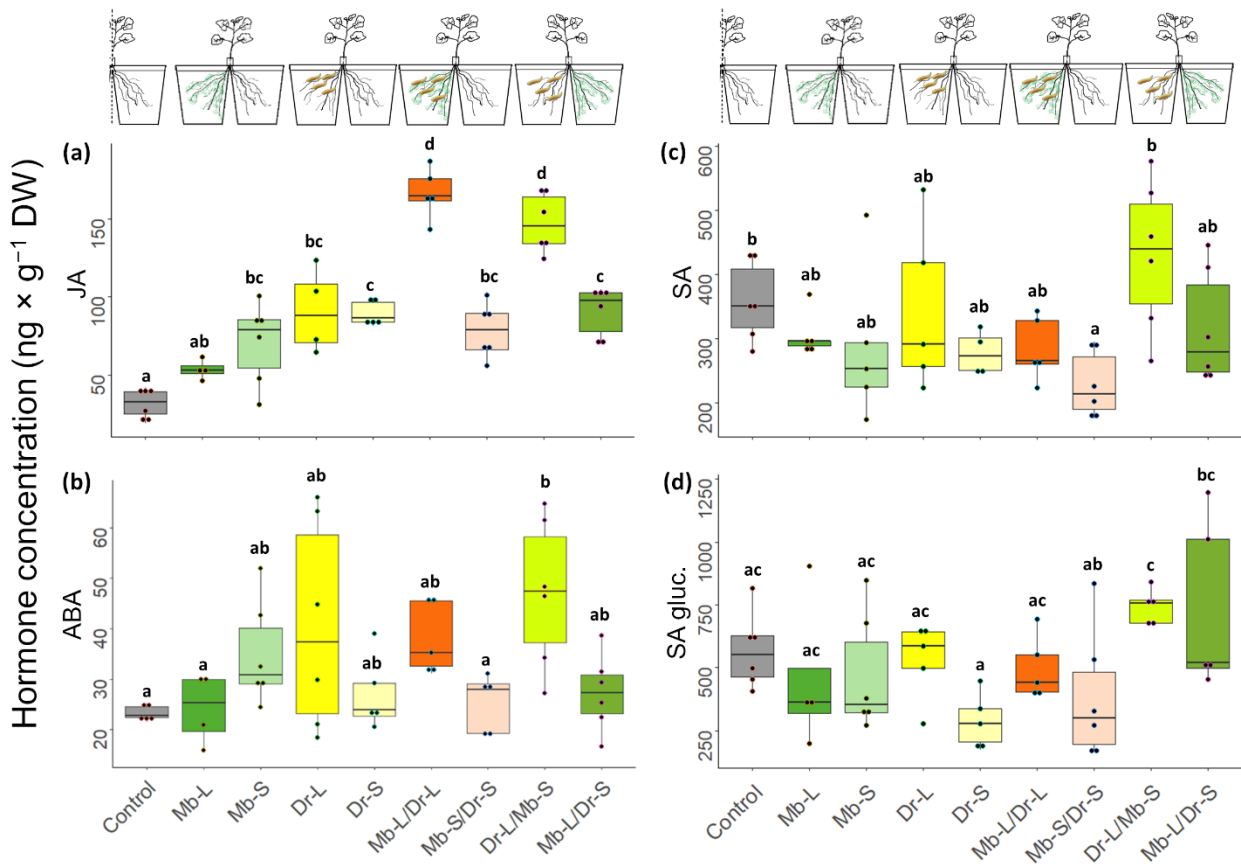 Hormone concentration (ng × g⁻¹ DW)
(a)
JA
50
100
150
a
ab
bc
bc
c
d
bc
d
c
(c)
SA
200
300
400
500
600
b
ab
ab
ab
ab
ab
a
b
ab
(b)
ABA
20
30
40
50
60
a
a
ab
ab
ab
ab
a
b
ab
(d)
SA gluc.
250
500
750
1000
1250
ac
ac
ac
ac
a
ac
ab
c
bc
Control
Mb-L
Mb-S
Dr-L
Dr-S
Mb-L/Dr-L
Mb-S/Dr-S
Dr-L/Mb-S
Mb-L/Dr-S
Control
Mb-L
Mb-S
Dr-L
Dr-S
Mb-L/Dr-L
Mb-S/Dr-S
Dr-L/Mb-S
Mb-L/Dr-S